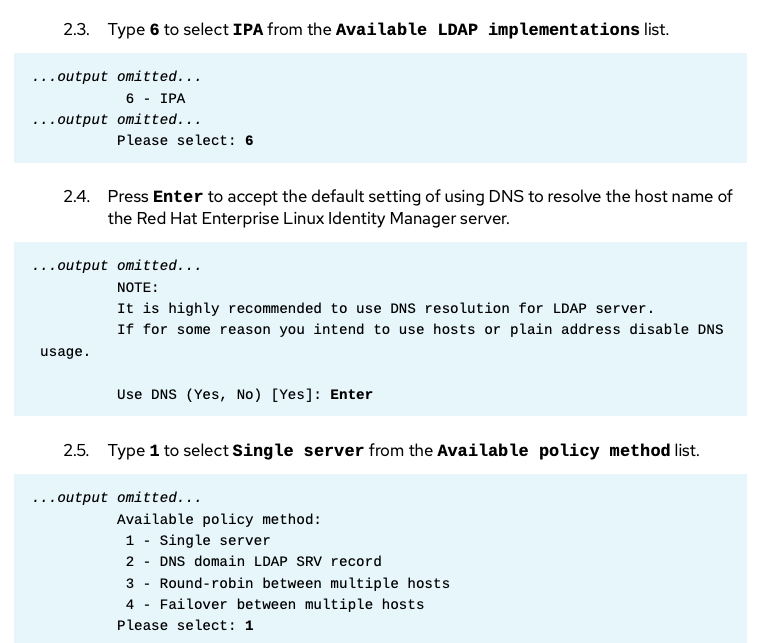 2.3. Type 6 to select IPA from the Available LDAP implementations list.
...output omitted...
6 - IPA
...output omitted...
Please select: 6
2.4. Press Enter to accept the default setting of using DNS to resolve the host name of
the Red Hat Enterprise Linux Identity Manager server.
...output omitted...
NOTE:
It is highly recommended to use DNS resolution for LDAP server.
If for some reason you intend to use hosts or plain address disable DNS
usage.
Use DNS (Yes, No) [Yes]: Enter
2.5. Type 1 to select Single server from the Available policy method list.
...output omitted...
Available policy method:
1 - Single server
2 - DNS domain LDAP SRV record
3 - Round-robin between multiple hosts
4 - Failover between multiple hosts
Please select: 1